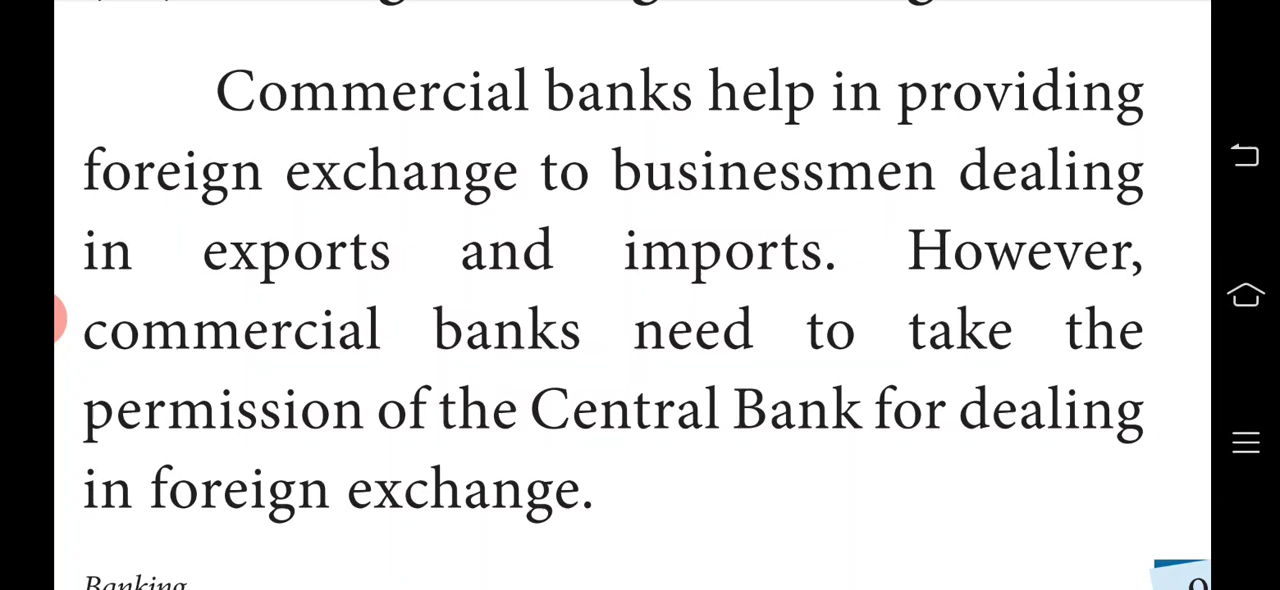 Commercial banks help in providing
foreign exchange to businessmen dealing
in exports and imports. However,
commercial banks need to take the
permission of the Central Bank for dealing
in foreign exchange.
Banking